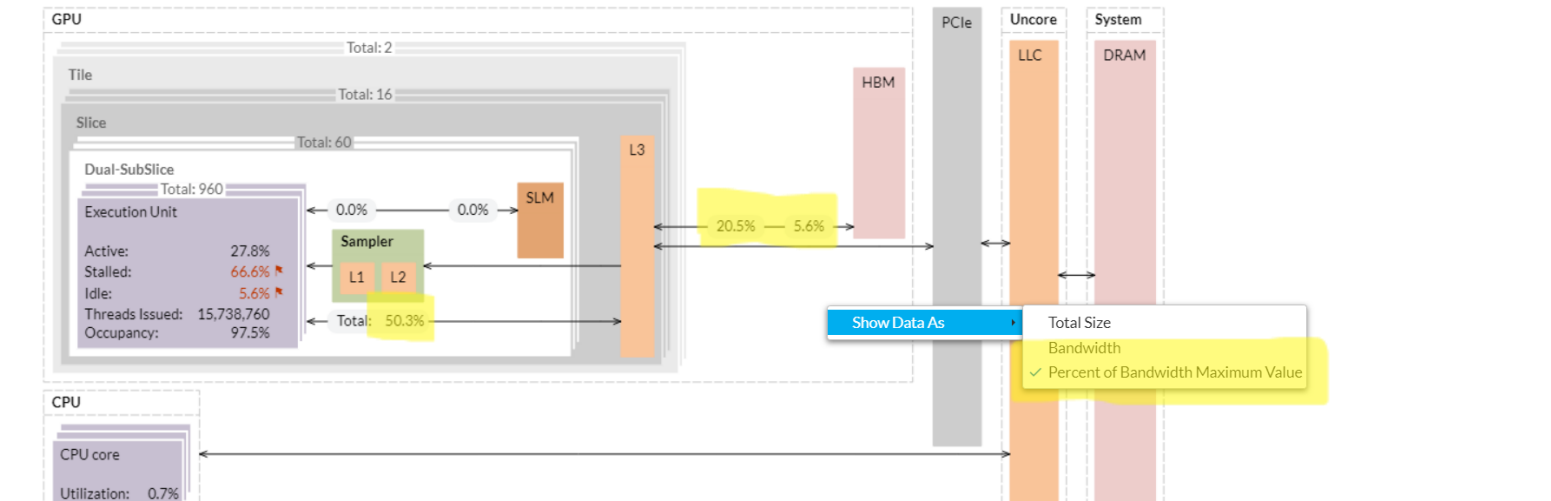 GPU
Total: 2
Tile
Total: 16
Slice
Total: 60
Dual-SubSlice
Total: 960
Execution Unit
Active: 27.8%
Stalled: 66.6%
Idle: 5.6%
Threads Issued: 15,738,760
Occupancy: 97.5%
0.0% 0.0%
SLM
Sampler
L1 L2
Total: 50.3%
L3
20.5% 5.6%
HBM
PCIe
Uncore
LLC
System
DRAM
Show Data As
Total Size
Bandwidth
Percent of Bandwidth Maximum Value
CPU
CPU core
Utilization: 0.7%